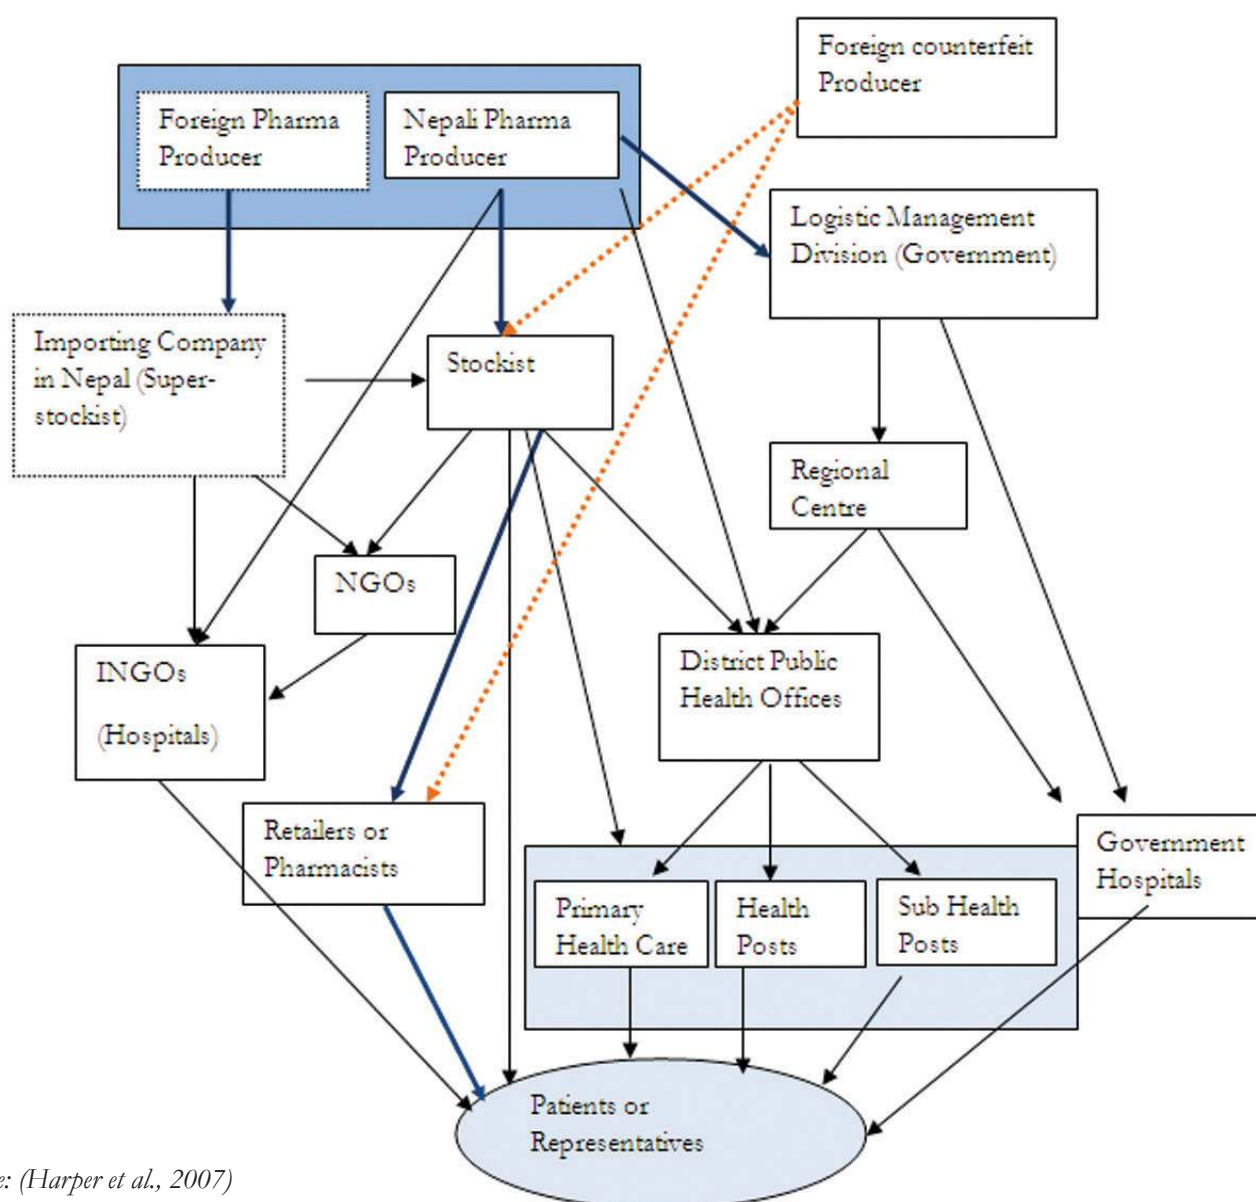 Foreign counterfeit
Producer
Foreign Pharma
Producer
Nepali Pharma
Producer
Logistic Management
Division (Government)
Importing Company
in Nepal (Super-
stockist)
Stockist
Regional
Centre
NGOs
INGOs
(Hospitals)
District Public
Health Offices
Retailers or
Pharmacists
Government
Hospitals
Primary
Health Care
Health
Posts
Sub Health
Posts
Patients or
Representatives
e: (Harper et al., 2007)